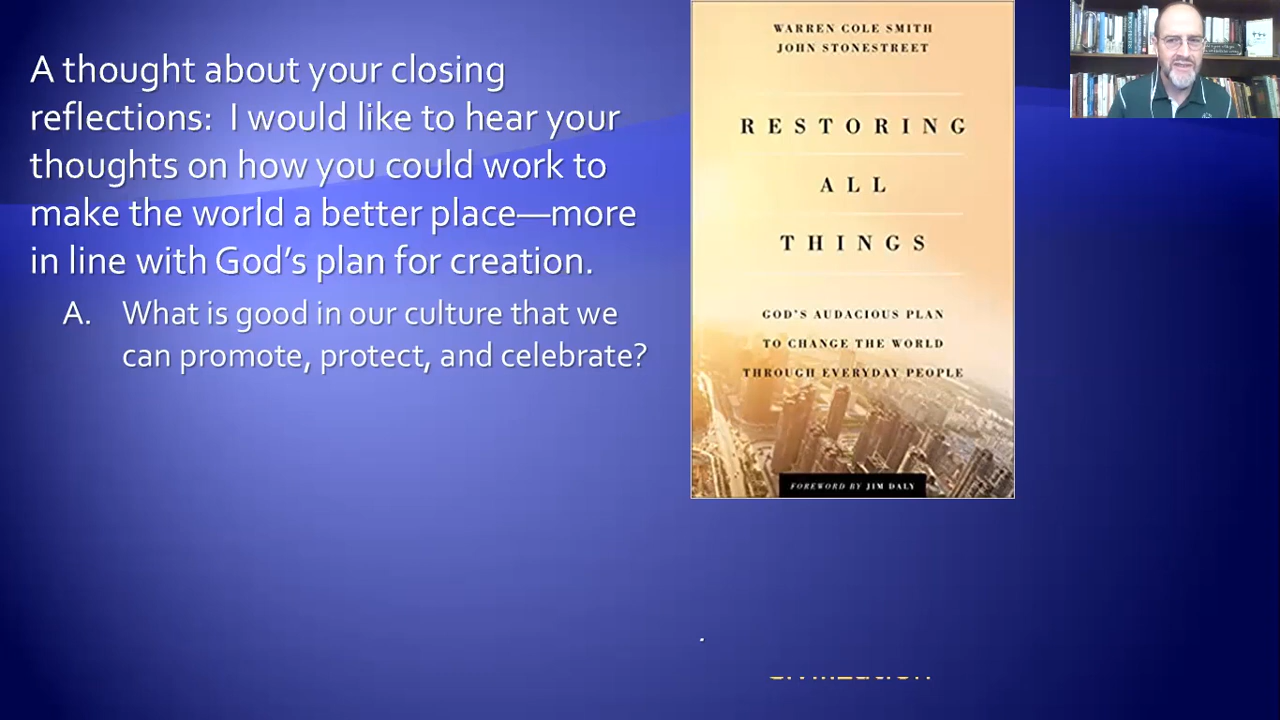 A thought about your closing
reflections:  I would like to hear your
thoughts on how you could work to
make the world a better place—more
in line with God's plan for creation.
A. What is good in our culture that we
can promote, protect, and celebrate?
WARREN COLE SMITH
JOHN STONESTREET
RESTORING
ALL
THINGS
GOD'S AUDACIOUS PLAN
TO CHANGE THE WORLD
THROUGH EVERYDAY PEOPLE
FOREWORD BY JIM DALY
.